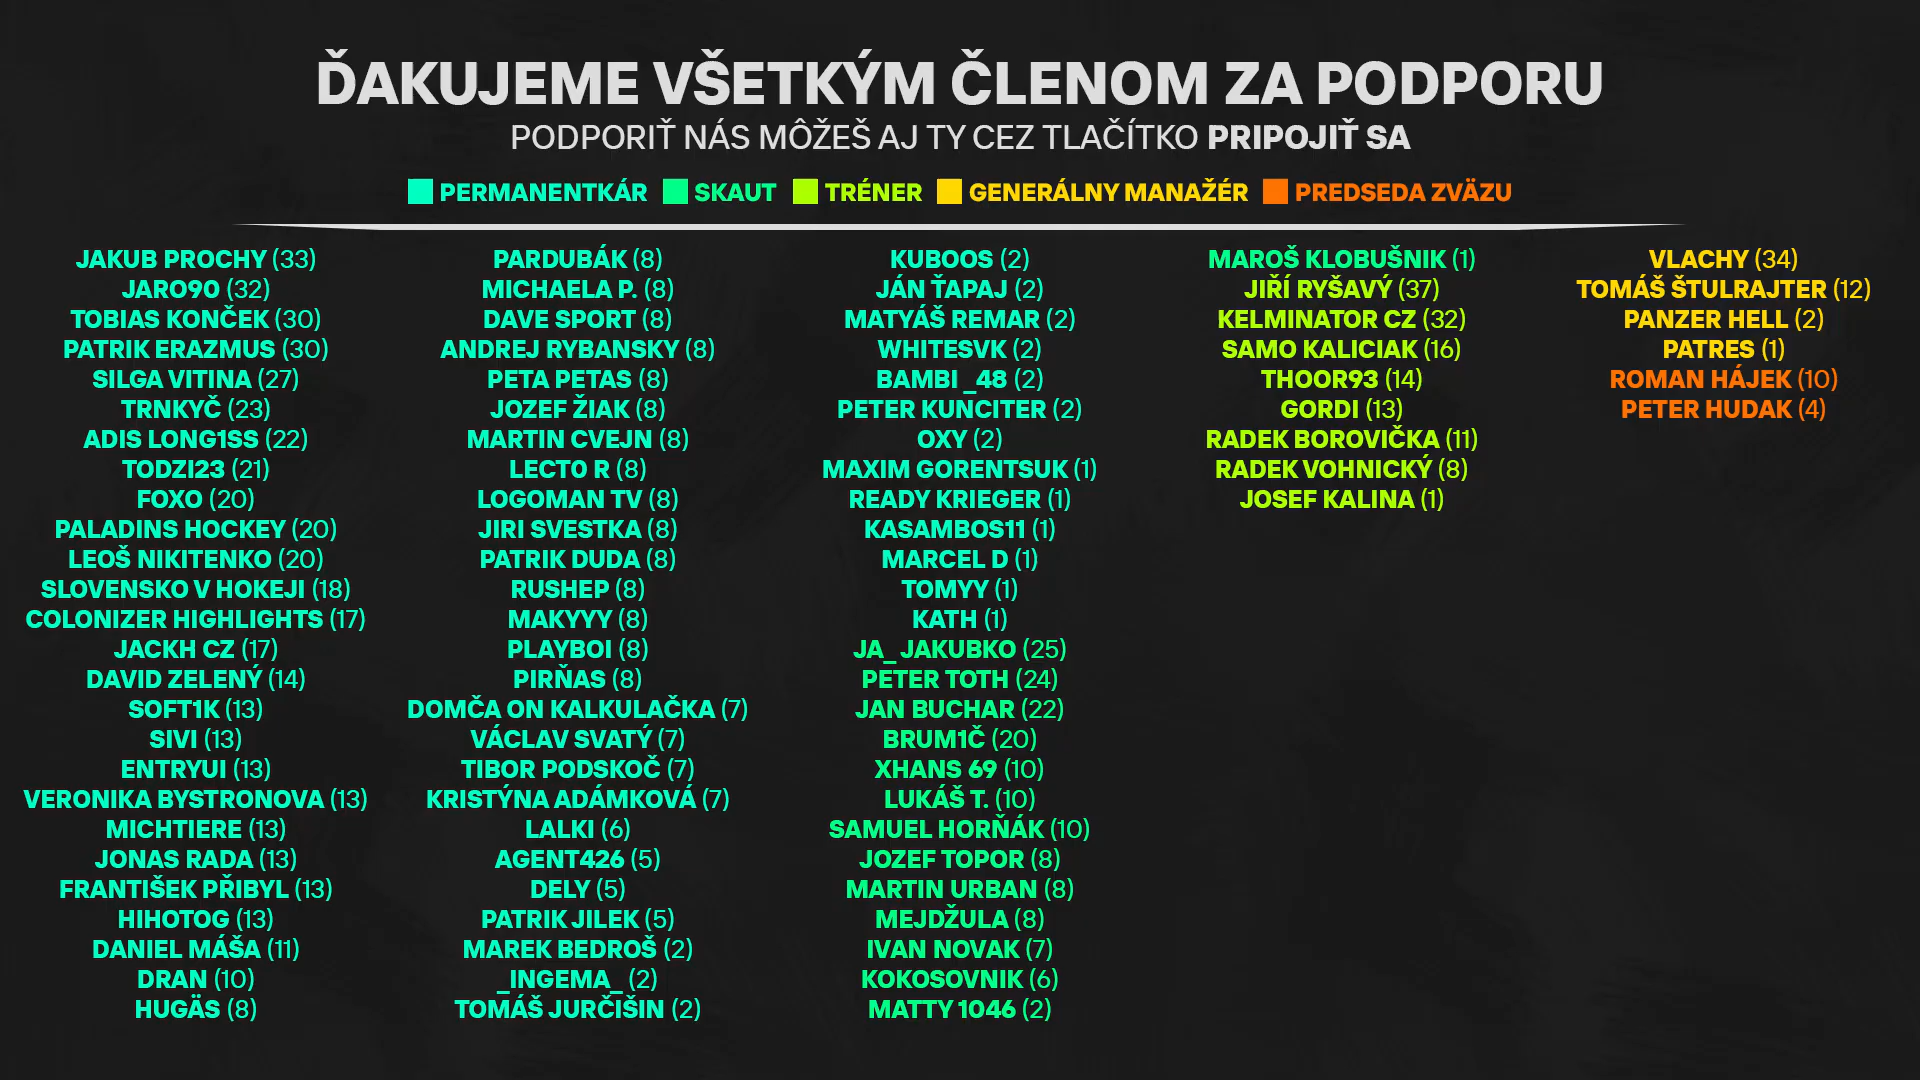 ĎAKUJEME VŠETKÝM ČLENOM ZA PODPORU
PODPORIŤ NÁS MÔŽEŠ AJ TY CEZ TLAČÍTKO PRIPOJIŤ SA
PERMANENTKÁR SKAUT TRÉNER GENERÁLNY MANAŽÉR PREDSEDA ZVÄZU
JAKUB PROCHY (33)
JARO90 (32)
TOBIAS KONČEK (30)
PATRIK ERAZMUS (30)
SILGA VITINA (27)
TRNKYČ (23)
ADIS LONG1SS (22)
TODZI23 (21)
FOXO (20)
PALADINS HOCKEY (20)
LEOŠ NIKITENKO (20)
SLOVENSKO V HOKEJI (18)
COLONIZER HIGHLIGHTS (17)
JACKH CZ (17)
DAVID ZELENÝ (14)
SOFT1K (13)
SIVI (13)
ENTRYUI (13)
VERONIKA BYSTRONOVA (13)
MICHTIERE (13)
JONAS RADA (13)
FRANTIŠEK PŘIBYL (13)
HIHOTOG (13)
DANIEL MÁŠA (11)
DRAN (10)
HUGÄS (8)
PARDUBÁK (8)
MICHAELA P. (8)
DAVE SPORT (8)
ANDREJ RYBANSKY (8)
PETA PETAS (8)
JOZEF ŽIAK (8)
MARTIN CVEJN (8)
LECT0 R (8)
LOGOMAN TV (8)
JIRI SVESTKA (8)
PATRIK DUDA (8)
RUSHEP (8)
MAKYYY (8)
PLAYBOI (8)
PIRŇAS (8)
DOMČA ON KALKULAČKA (7)
VÁCLAV SVATÝ (7)
TIBOR PODSKOČ (7)
KRISTÝNA ADÁMKOVÁ (7)
LALKI (6)
AGENT426 (5)
DELY (5)
PATRIK JILEK (5)
MAREK BEDROŠ (2)
_INGEMA_ (2)
TOMÁŠ JURČIŠIN (2)
KUBOOS (2)
JÁN ŤAPAJ (2)
MATYÁŠ REMAR (2)
WHITESVK (2)
BAMBI _48 (2)
PETER KUNCITER (2)
OXY (2)
MAXIM GORENTSUK (1)
READY KRIEGER (1)
KASAMBOS11 (1)
MARCEL D (1)
TOMYY (1)
KATH (1)
JA_ JAKUBKO (25)
PETER TOTH (24)
JAN BUCHAR (22)
BRUM1Č (20)
XHANS 69 (10)
LUKÁŠ T. (10)
SAMUEL HORŇÁK (10)
JOZEF TOPOR (8)
MARTIN URBAN (8)
MEJDŽULA (8)
IVAN NOVAK (7)
KOKOSOVNIK (6)
MATTY 1046 (2)
MAROŠ KLOBUŠNIK (1)
JIŘÍ RYŠAVÝ (37)
KELMINATOR CZ (32)
SAMO KALICIAK (16)
THOOR93 (14)
GORDI (13)
RADEK BOROVIČKA (11)
RADEK VOHNICKÝ (8)
JOSEF KALINA (1)
VLACHY (34)
TOMÁŠ ŠTULRAJTER (12)
PANZER HELL (2)
PATRES (1)
ROMAN HÁJEK (10)
PETER HUDAK (4)